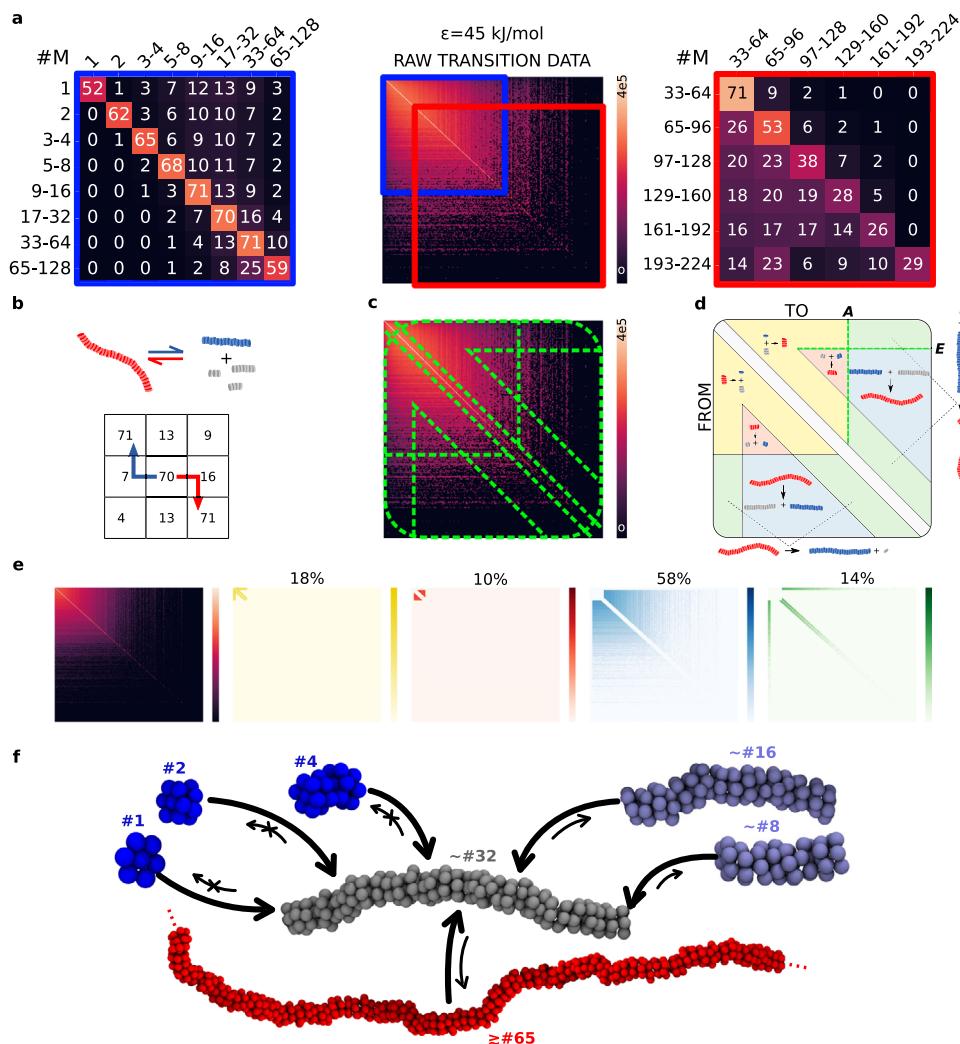 a
ε=45 kJ/mol
RAW TRANSITION DATA
#M 1 2 3-4 5-8 9-16 17-32 33-64 65-128
1 52 1 3 7 12 13 9 3
2 0 62 3 6 10 10 7 2
3-4 0 1 65 6 9 10 7 2
5-8 0 0 2 68 10 11 7 2
9-16 0 0 1 3 71 13 9 2
17-32 0 0 0 2 7 70 16 4
33-64 0 0 0 1 4 13 71 10
65-128 0 0 0 1 2 8 25 59
4e5
0
#M 33-64 65-96 97-128 129-160 161-192 193-224
33-64 71 9 2 1 0 0
65-96 26 53 6 2 1 0
97-128 20 23 38 7 2 0
129-160 18 20 19 28 5 0
161-192 16 17 17 14 26 0
193-224 14 23 6 9 10 29
b
+
71 13 9
7 70 16
4 13 71
c
4e5
0
d
TO
A
E
FROM
+
+
+
+
+
+
+
+
e
18%
10%
58%
14%
f
#1
#2
#4
~#16
~#8
~#32
≥#65